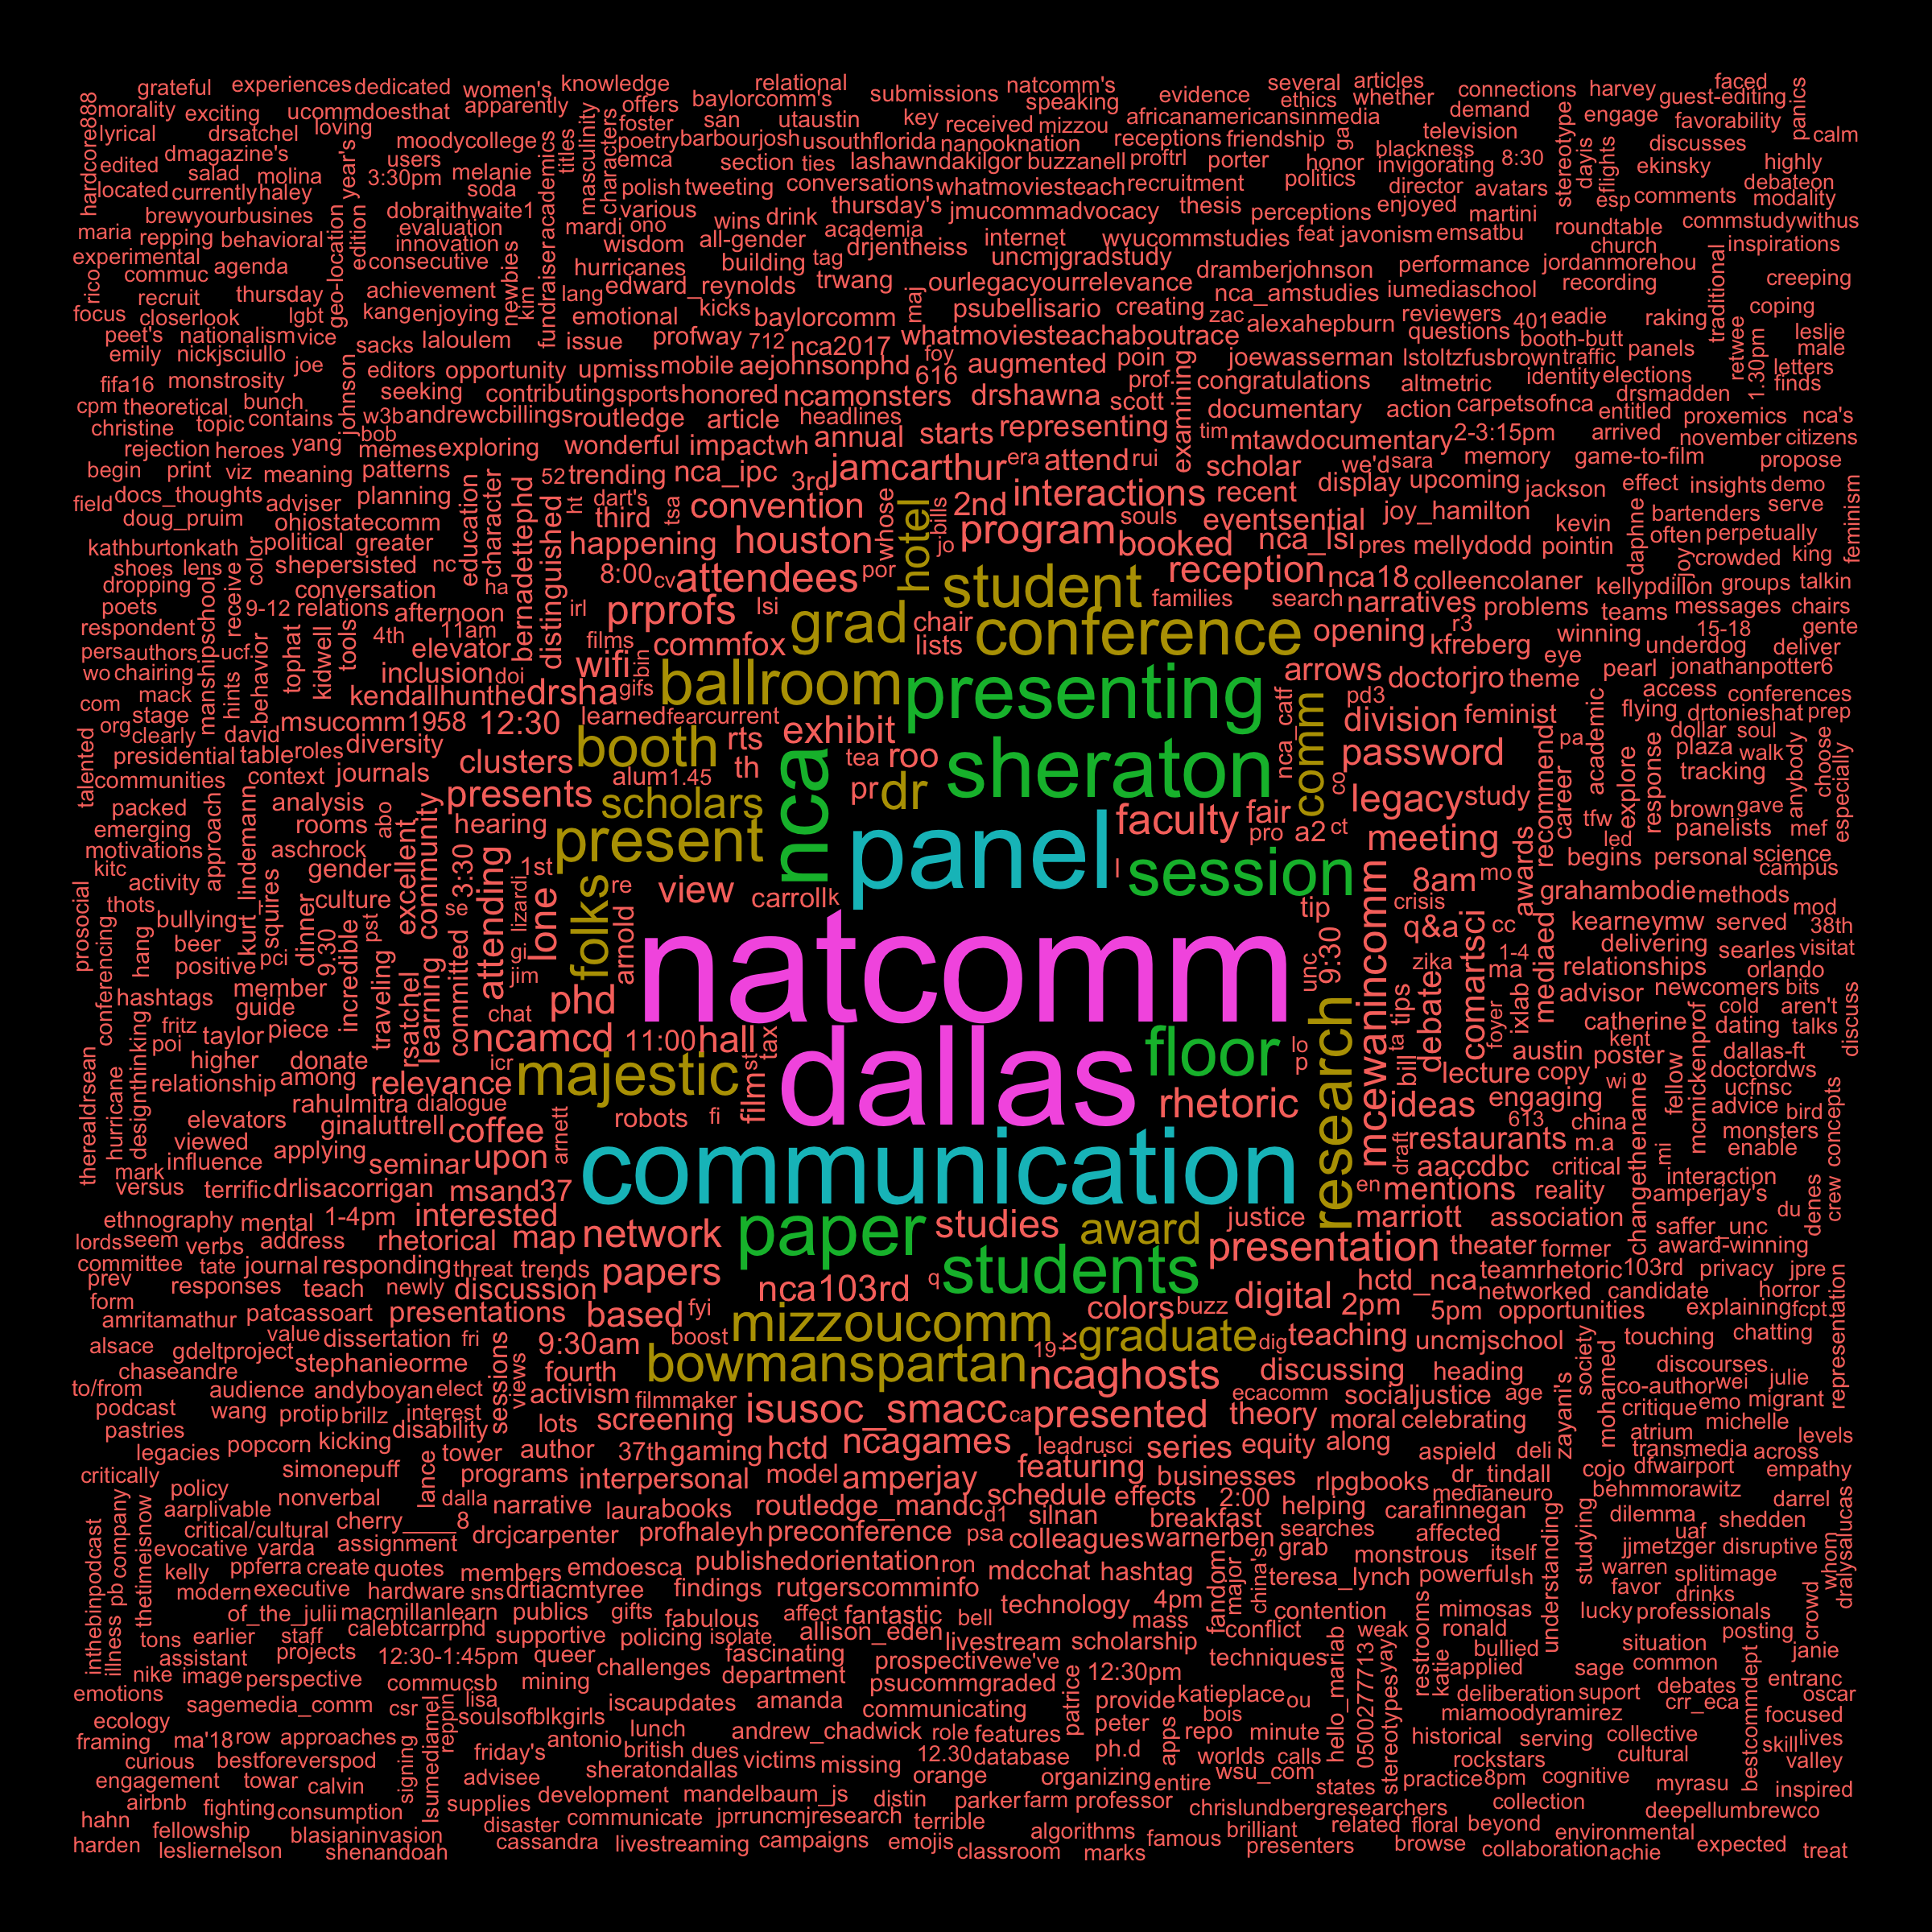 grateful experiences dedicated women's knowledge relational submissions natcomm's several articles connections harvey faced
morality exciting ucommdoesthat apparently offers baylorcomm's speaking evidence ethics whether demand guest-editing panics
hardcore888 lyrical drsatchel loving moodycollege foster san utaustin key received mizzou africanamericansinmedia television engage favorability calm
edited dmagazine's users academics titles masculinity poetry barbourjosh usouthflorida nanooknation receptions friendship ga blackness stereotype discusses
located salad molina year's 3:30pm melanie emca section ties lashawndakilgor buzzanell proftrl porter honor invigorating 8:30 dayis eflights ekinsky highly
currently haley soda characters polish tweeting conversations whatmoviesteach recruitment politics director avatars esp comments debateon modality
brewyourbusines dobraithwaite1 various wins drink thursday's jmucommadvocacy thesis perceptions enjoyed martini roundtable commstudywithus
maria repping behavioral geo-location edition evaluation innovation mardi ono wisdom all-gender academia drjentheiss internet wvucommstudies feat javonism emsatbu church inspirations
experimental commuc agenda consecutive hurricanes building tag uncmjgradstudy dramberjohnson performance jordanmorehou
rico recruit thursday achievement newbies kim fundraiser lang edward_reynolds trwang maj ourlegacyyourrelevance nca_amstudies iumediaschool recording traditional creeping
focus closerlook lgbt kang enjoying emotional kicks baylorcomm psubellisario creating zac alexahepburn reviewers questions 401 eadie raking coping
peet's nationalism vice sacks laloulem issue profway 712 nca2017 whatmoviesteachaboutrace booth-butt panels retwee 1.30pm leslie male
emily nickjsciullo joe johnson editors opportunity upmiss mobile aejohnsonphd foy augmented poin examining joewasserman lstoltzfusbrown traffic letters
fifa16 monstrosity seeking contributing sports honored ncamonsters 616 drshawna prof congratulations altmetric identity elections drsmadden finds
cpm theoretical bunch w3b andrewcbillings routledge article headlines scott documentary action carpetsofnca entitled proxemics nca's
christine topic contains bob wonderful impact wh annual starts representing tim mtawdocumentary 2-3:15pm arrived november citizens
rejection heroes yang memes exploring trending nca_ipc 3rd jamcarthur era attend rui scholar we'd sara memory game-to-film propose
begin print viz meaning patterns 52 convention whose 2nd interactions recent display upcoming jackson effect insights demo
field docs_thoughts adviser planning education character distinguished ht dart's tsa hotel bills souls eventsential joy_hamilton kevin bartenders serve feminism
doug_pruim ohiostatecomm third houston jo program booked nca_lsi pres mellydodd pointin often perpetually daphne
kathburtonkath color political greater happening attendees reception nca18 colleencolaner joy crowded king
shoes lens shepersisted nc na bernadettephd 8:00 cv por student families search narratives problems kellypdillon groups talkin
dropping conversation irl prprofs lsi grad conference opening r3 teams messages chairs
poets receive 9-12 relations afternoon films commfox chair lists kfreberg winning 15-18 gente
respondent manshipschool 4th 11am elevator wifi bin ballroom presenting arrows eye underdog deliver
pers authors ucf tophat kidwell tools inclusion doi drsha gifs doctorjro theme pearl jonathanpotter6
wo chairing hints behavior kendallhunthe nca_catf comm pd3 access conferences
com mack msucomm1958 12:30 learned fear current exhibit division feminist academic flying drtonieshat prep
org stage clearly david diversity booth rts roo sheraton password pa dollar soul
talented presidential table roles clusters alum 1.45 th tea co recommend career explore response plaza walk anybody choose especially
communities context journals presents scholars pr dr legacy study tracking
packed analysis community hearing nca faculty fair tfw brown gave
emerging approach rooms abo excellent present panel pro a2 ct meeting led panelists mef
motivations lindemann aschrock gender 1st l session begins personal science
kitc activity culture attending 3:30 lone folks re view carroll k 8am mo awards grahambodie methods campus
prosocial thots bullying kurt squires dinner pst se lizardi arnold tip crisis comartsci kearneymw served mod
beer hang 9.30 incredible committed gi natcomm unc 9:30 mcewanincomm q&a cc delivering searles 38th
conferencing positive pci member traveling rsatchel learning jim phd zika debate 1-4 mediaed relationships orlando visitat
hashtags guide chat ma advisor newcomers bits
fritz taylor piece ncamcd 11:00 hall floor ta tips foyer ixlab catherine cold aren't discuss
poi higher donate icr st tax dallas lo p research bill austin kent dating talks
therealdrsean hurricane designthinking relationship among relevance majestic film rhetoric lecture copy poster mcmickenprof dallas-ft doctordws
rahulmitra dialogue robots fi ideas engaging wi fellow ucfnsc
elevators ginaluttrell coffee arnett communication draft restaurants 613 china advice bird
viewed applying seminar upon aaccdbc m.a critical mi monsters enable concepts
mark influence drlisacorrigan msand37 en mentions reality changethename interaction
versus terrific interested paper studies award justice marriott association amperjay's du denes crew
ethnography mental 1-4pm rhetorical map network students presentation theater former saffer_unc award-winning
lords seem verbs address threat trends papers nca103rd q hctd_nca teamrhetoric 103rd privacy jpre
committee tate journal responding discussion digital networked candidate horror
prev responses teach newly based fyi colors buzz 2pm 5pm opportunities explaining fcpt
form amritamathur patcassoart presentations boost mizzoucomm 19 tx graduate dig teaching uncmjschool touching chatting
alsace value dissertation fri sessions 9:30am bowmanspartan society representation
gdeltproject chaseandre stephanieorme fourth ncaghosts discussing heading discourses julie
to/from audience andyboyan elect views activism filmmaker isusoc_smacc ca presented ecacomm socialjustice age zayani's mohamed co-author wei migrant
podcast wang protip brillz interest lots screening theory moral celebrating critique emo michelle
pastries legacies popcorn kicking disability tower author 37th gaming hctd ncagames lead rusci series equity along aspield deli atrium levels
critically simonepuff lance programs interpersonal model amperjay featuring businesses rlpgbooks dr_tindall cojo transmedia across dfwairport empathy
policy nonverbal dalla narrative laura books routledge_mandc schedule effects 2:00 helping medianeuro carafinnegan behmmorawitz darrel
aarplivable cherry____8 d1 silnan breakfast searches affected understanding studying dilemma shedden
inthebinpodcast company critical/cultural assignment drcjcarpenter profhaleyh preconference psa colleagues warnerben grab monstrous itself uaf jjmetzger disruptive whom dralysalucas
evocative varda kelly ppferra create quotes members emdoesca published orientation ron mdcchat hashtag fandom major china's teresa_lynch powerful sh warren splitimage
illness pb thetimeisnow modern executive hardware sns drtiacmtyree findings rutgerscomminfo technology 4pm contention restrooms mimosas favor drinks crowd
of_the_julii macmillanlearn publics gifts fabulous affect fantastic bell mass conflict weak ronald lucky professionals
tons earlier staff calebtcarrphd supportive policing isolate allison_eden livestream scholarship bullied situation posting
assistant projects 12:30-1:45pm queer fascinating prospective we've techniques yay katie applied sage common janie
nike image perspective commucsb mining challenges department psucommgraded patrice 12:30pm hello_mariab 05002777713 deliberation suport debates entranc
emotions sagemedia_comm csr lisa iscaupdates amanda communicating provide katieplace ou stereotypes miamoodyramirez crr_eca oscar
ecology lsumediamel reppin soulsofblkgirls lunch andrew_chadwick role features peter apps bois repo minute historical serving collective bestcommdept focused
framing ma'18 row approaches friday's antonio british dues victims missing 12.30 database ph.d worlds calls rockstars cultural skill lives
curious bestforeverspod signing advisee sheratondallas orange organizing entire wsu_com states practice 8pm cognitive myrasu valley
engagement towar calvin supplies development mandelbaum_js distin parker farm professor chrislundberg researchers collection inspired
airbnb hahn fighting consumption disaster communicate jprruncmjresearch terrible algorithms famous brilliant related floral beyond environmental deepellumbrewco
harden fellowship lesliernelson blasianinvasion shenandoah cassandra livestreaming campaigns emojis classroom marks presenters browse collaboration achie expected treat